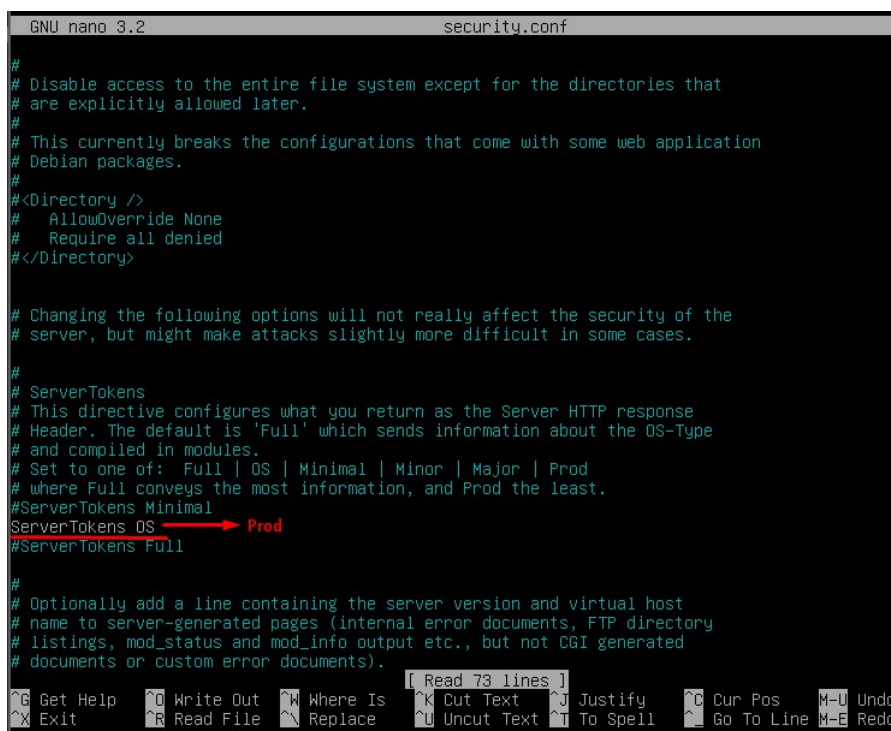 GNU nano 3.2 security.conf
#
# Disable access to the entire file system except for the directories that
# are explicitly allowed later.
#
# This currently breaks the configurations that come with some web application
# Debian packages.
#
#<Directory />
#   AllowOverride None
#   Require all denied
#</Directory>
# Changing the following options will not really affect the security of the
# server, but might make attacks slightly more difficult in some cases.
#
# ServerTokens
# This directive configures what you return as the Server HTTP response
# Header. The default is 'Full' which sends information about the OS-Type
# and compiled in modules.
# Set to one of:  Full | OS | Minimal | Minor | Major | Prod
# where Full conveys the most information, and Prod the least.
#ServerTokens Minimal
ServerTokens OS Prod
#ServerTokens Full
#
# Optionally add a line containing the server version and virtual host
# name to server-generated pages (internal error documents, FTP directory
# listings, mod_status and mod_info output etc., but not CGI generated
# documents or custom error documents).
[ Read 73 lines ]
^G Get Help ^O Write Out ^W Where Is ^K Cut Text ^J Justify ^C Cur Pos M-U Undo
^X Exit ^R Read File ^\ Replace ^U Uncut Text ^T To Spell ^_ Go To Line M-E Redo